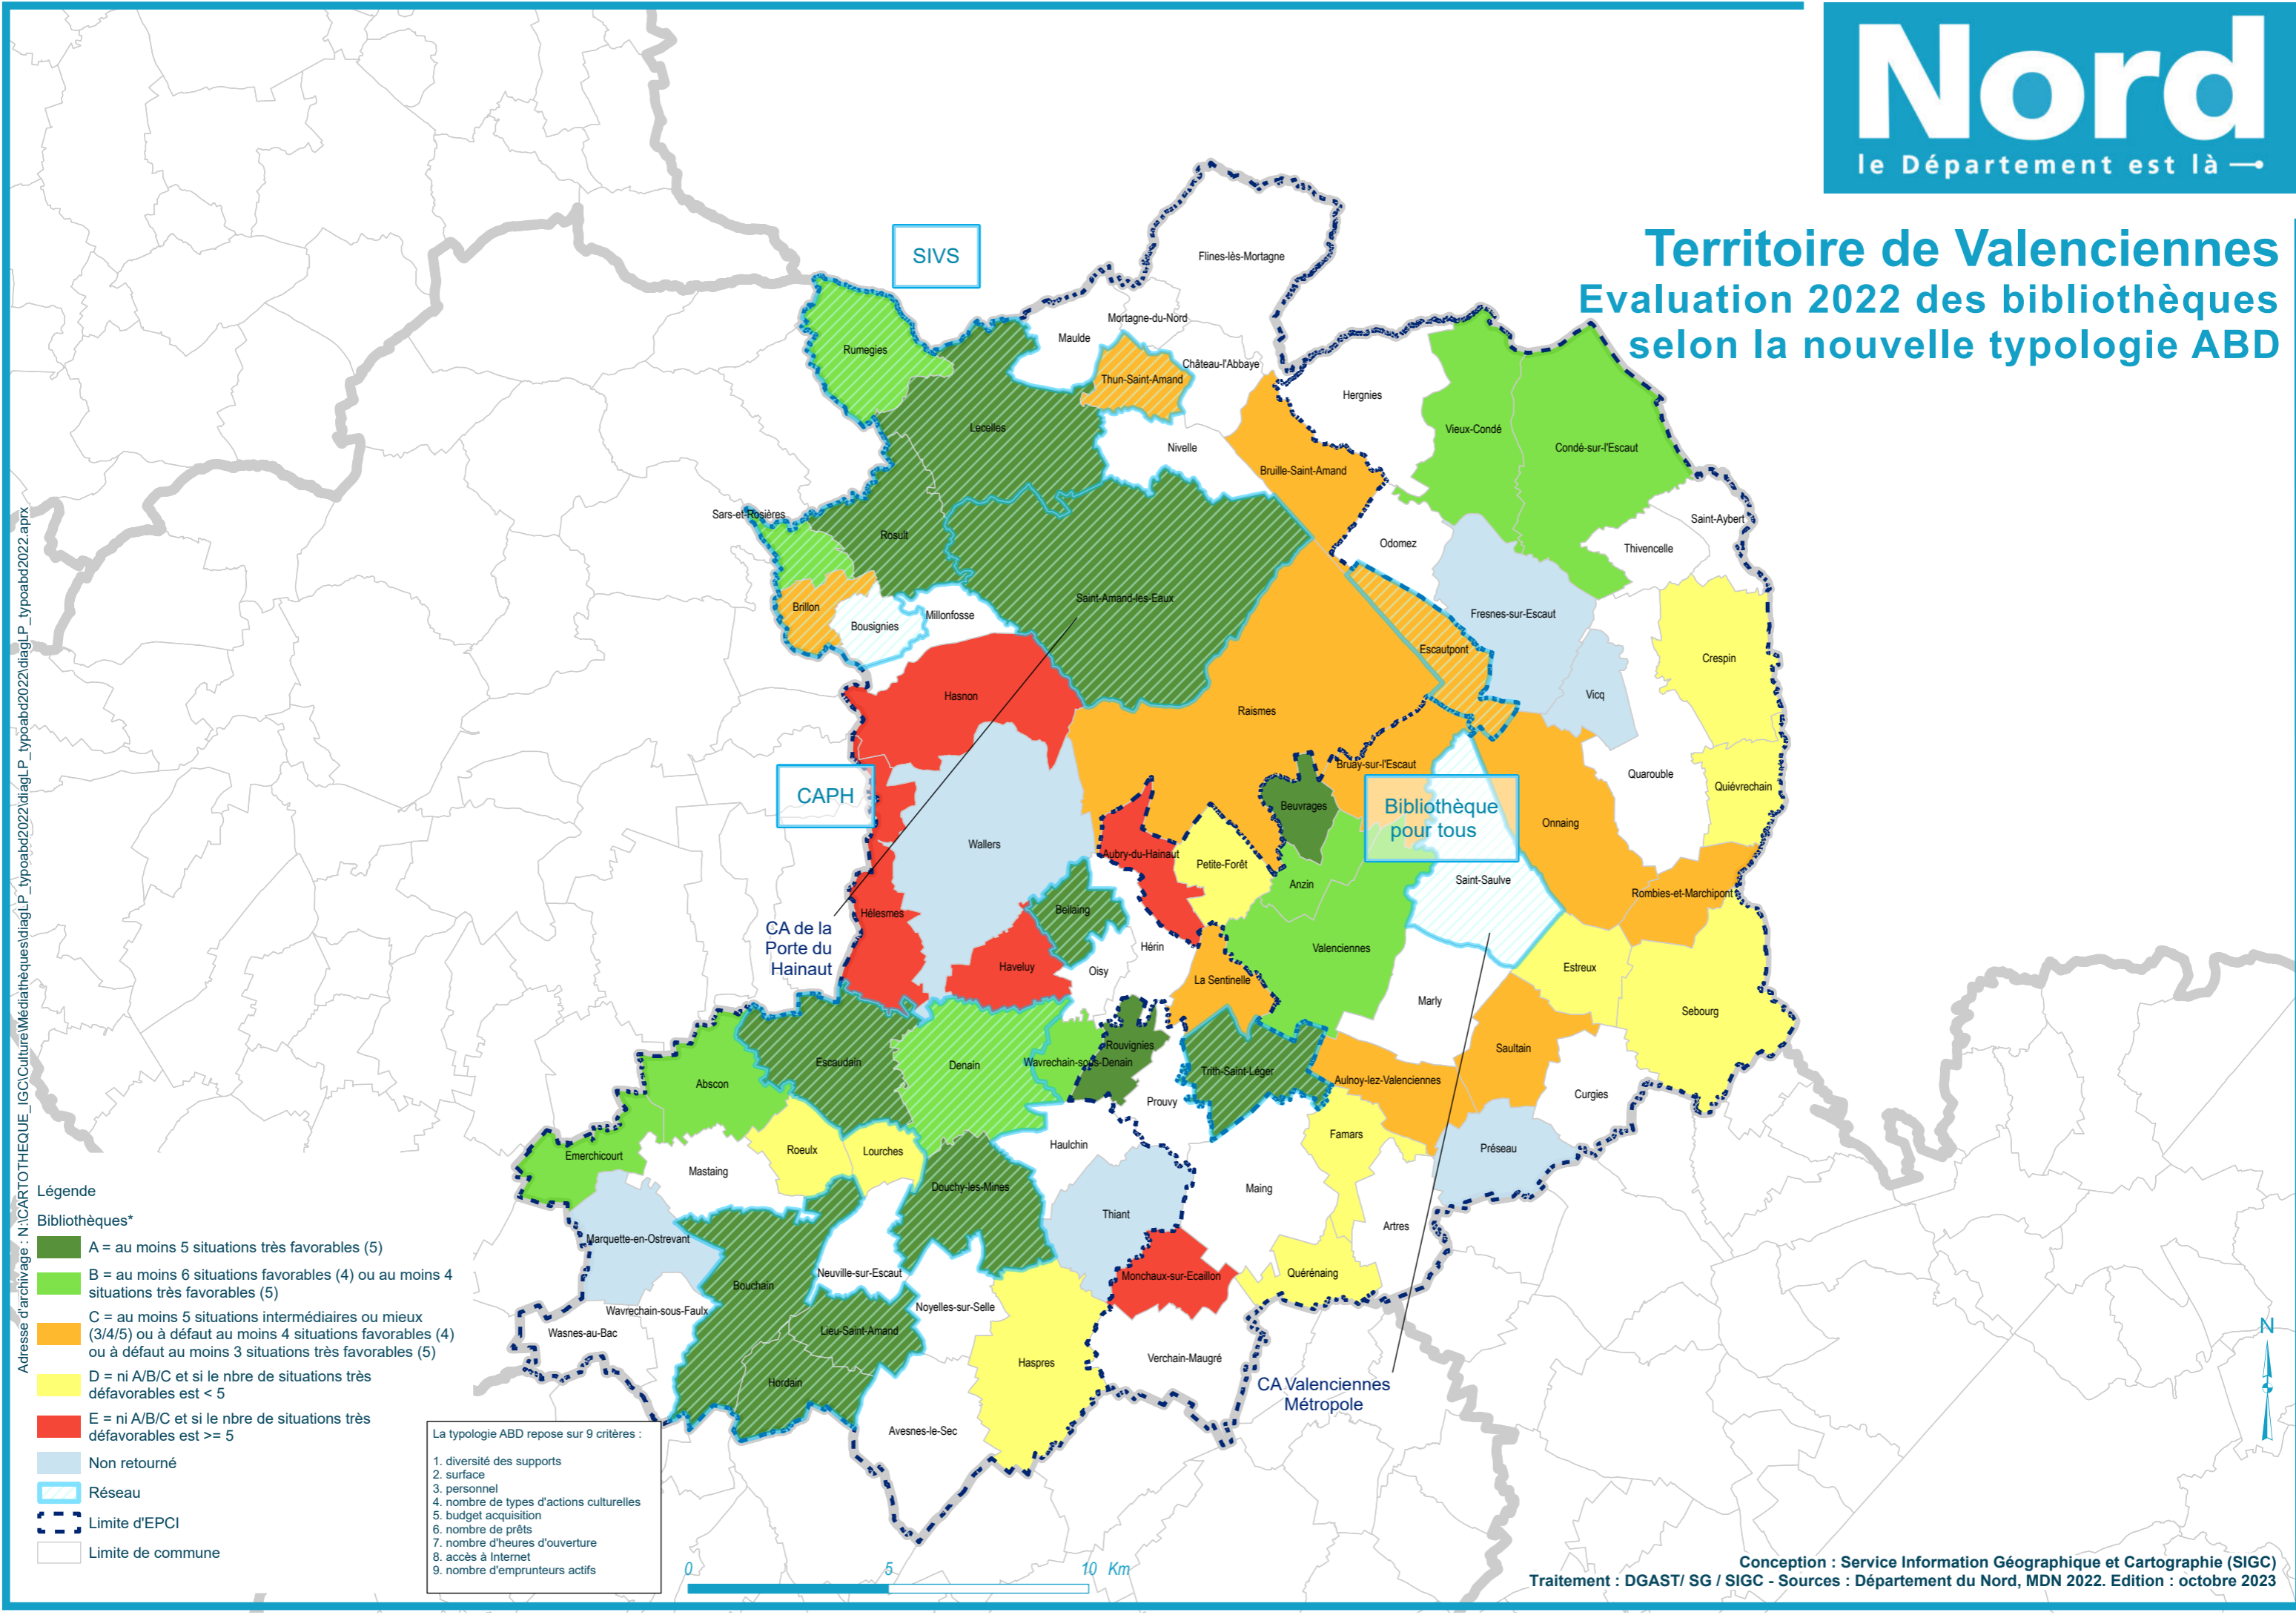 Nord
le Département est là
Territoire de Valenciennes
Evaluation 2022 des bibliothèques
selon la nouvelle typologie ABD
SIVS
Flines-lès-Mortagne
Mortagne-du-Nord
Maulde
Château-l'Abbaye
Rumegies
Thun-Saint-Amand
Hergnies
Lecelles
Vieux-Condé
Condé-sur-l'Escaut
Nivelle
Bruille-Saint-Amand
Sars-et-Rosières
Saint-Aybert
Rosult
Odomez
Thivencelle
Saint-Amand-les-Eaux
Brillon
Millonfosse
Bousignies
Fresnes-sur-Escaut
Escautpont
Crespin
Hasnon
Vicq
Raismes
Bruay-sur-l'Escaut
Quarouble
Quiévrechain
CAPH
Beuvrages
Bibliothèque
pour tous
Onnaing
Wallers
Aubry-du-Hainaut
Petite-Forêt
Anzin
Saint-Saulve
Rombies-et-Marchipont
Hélesmes
Bellaing
CA de la
Porte du
Hainaut
Hérin
Valenciennes
Haveluy
Oisy
La Sentinelle
Estreux
Marly
Sebourg
Escaudain
Denain
Wavrechain-sous-Denain
Rouvignies
Trith-Saint-Léger
Saultain
Abscon
Aulnoy-lez-Valenciennes
Prouvy
Curgies
Emerchicourt
Mastaing
Roeulx
Lourches
Haulchin
Famars
Préseau
Douchy-les-Mines
Maing
Thiant
Artres
Marquette-en-Ostrevant
Bouchain
Neuville-sur-Escaut
Monchaux-sur-Ecaillon
Quérénaing
Wavrechain-sous-Faulx
Noyelles-sur-Selle
Wasnes-au-Bac
Lieu-Saint-Amand
Haspres
Verchain-Maugré
Hordain
CA Valenciennes
Métropole
Avesnes-le-Sec
Adresse d'archivage : N:\CARTOTHEQUE_IGC\Culture\Médiathèques\diagLP_typoabd2022\diagLP_typoabd2022\diagLP_typoabd2022.aprx
Légende
Bibliothèques*
A = au moins 5 situations très favorables (5)
B = au moins 6 situations favorables (4) ou au moins 4
situations très favorables (5)
C = au moins 5 situations intermédiaires ou mieux
(3/4/5) ou à défaut au moins 4 situations favorables (4)
ou à défaut au moins 3 situations très favorables (5)
D = ni A/B/C et si le nbre de situations très
défavorables est < 5
E = ni A/B/C et si le nbre de situations très
défavorables est >= 5
Non retourné
Réseau
Limite d'EPCI
Limite de commune
La typologie ABD repose sur 9 critères :
1. diversité des supports
2. surface
3. personnel
4. nombre de types d'actions culturelles
5. budget acquisition
6. nombre de prêts
7. nombre d'heures d'ouverture
8. accès à Internet
9. nombre d'emprunteurs actifs
0 5 10 Km
N
Conception : Service Information Géographique et Cartographie (SIGC)
Traitement : DGAST/ SG / SIGC - Sources : Département du Nord, MDN 2022. Edition : octobre 2023